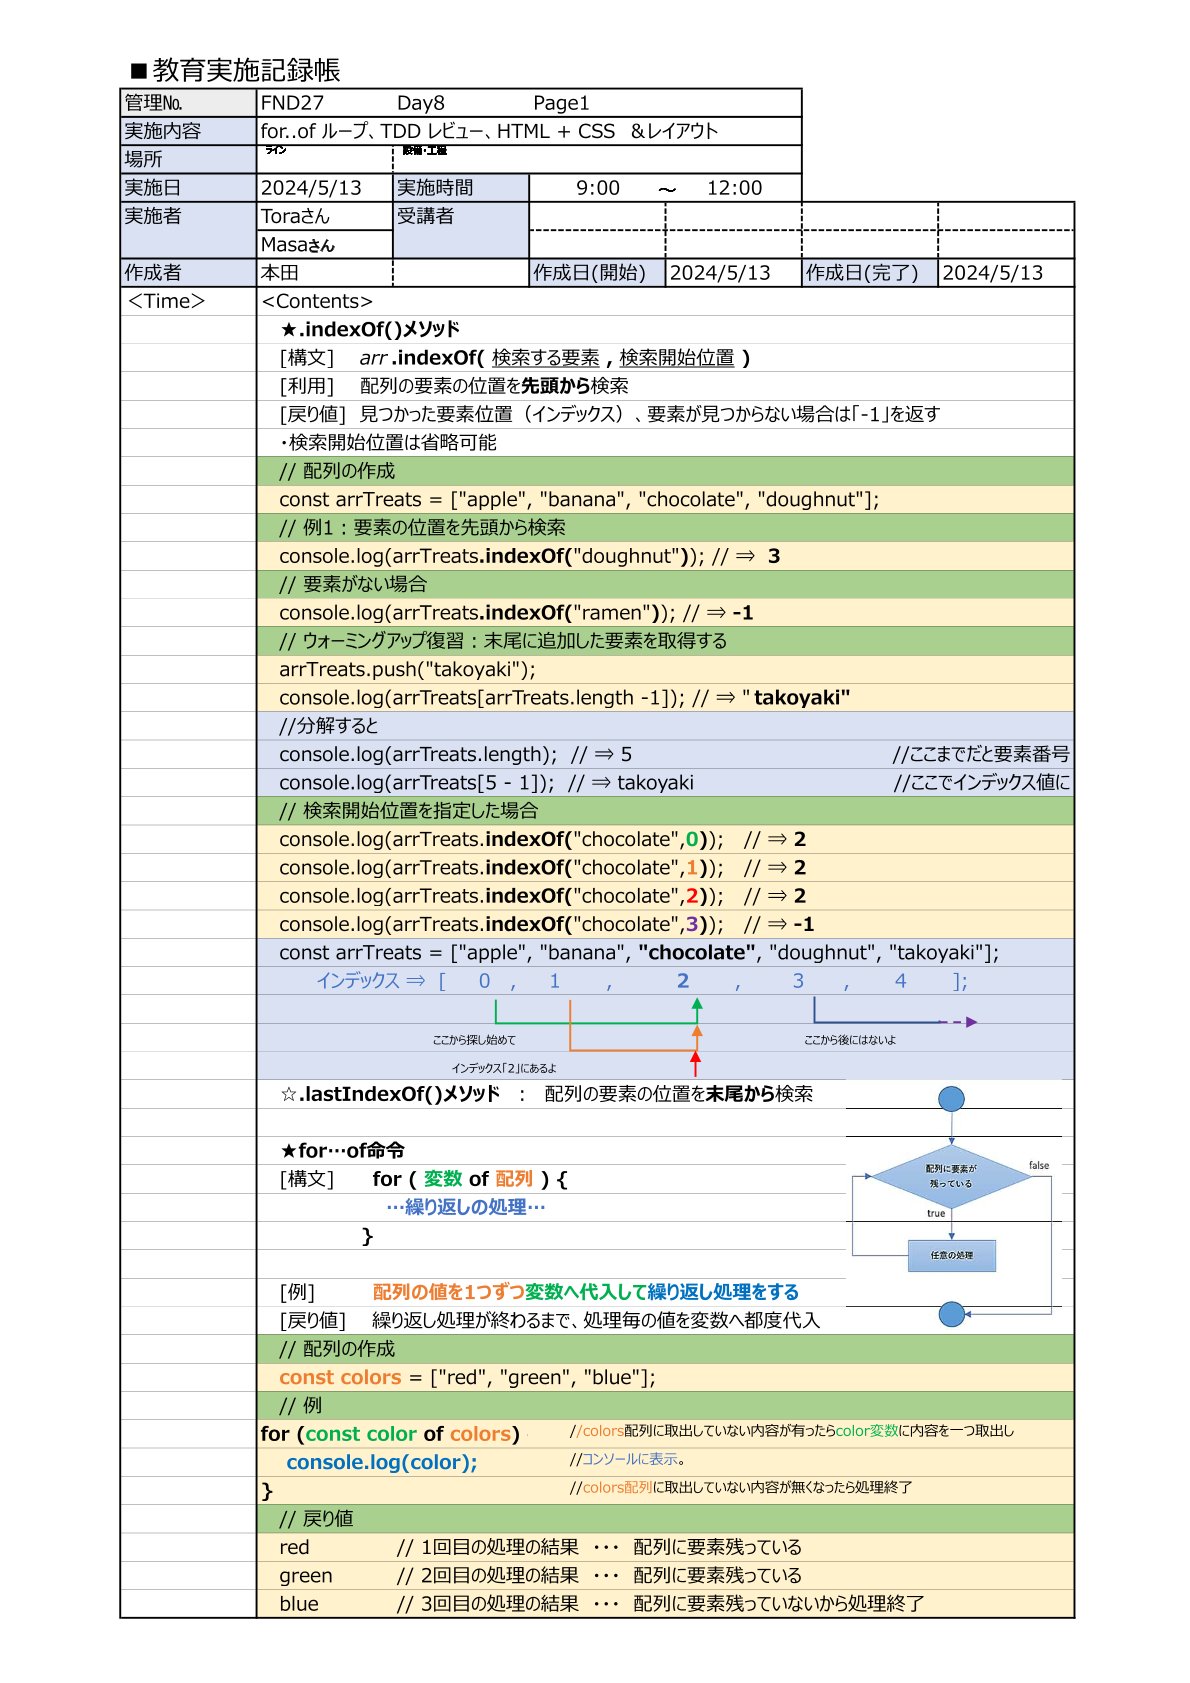 ■教育実施記録帳
管理No. FND27 Day8 Page1
実施内容 for..of ループ、TDD レビュー、HTML + CSS ＆レイアウト
場所 ライン 設備・工程
実施日 2024/5/13 実施時間 9:00 ～ 12:00
実施者 Toraさん 受講者
Masaさん
作成者 本田 作成日(開始) 2024/5/13 作成日(完了) 2024/5/13
＜Time＞ <Contents>
★.indexOf()メソッド
[構文] arr .indexOf( 検索する要素 , 検索開始位置 )
[利用] 配列の要素の位置を先頭から検索
[戻り値] 見つかった要素位置（インデックス）、要素が見つからない場合は「-1」を返す
・検索開始位置は省略可能
// 配列の作成
const arrTreats = ["apple", "banana", "chocolate", "doughnut"];
// 例1：要素の位置を先頭から検索
console.log(arrTreats.indexOf("doughnut")); // ⇒ 3
// 要素がない場合
console.log(arrTreats.indexOf("ramen")); // ⇒ -1
// ウォーミングアップ復習：末尾に追加した要素を取得する
arrTreats.push("takoyaki");
console.log(arrTreats[arrTreats.length -1]); // ⇒ "takoyaki"
//分解すると
console.log(arrTreats.length); // ⇒ 5 //ここまでだと要素番号
console.log(arrTreats[5 - 1]); // ⇒ takoyaki //ここでインデックス値に
// 検索開始位置を指定した場合
console.log(arrTreats.indexOf("chocolate",0)); // ⇒ 2
console.log(arrTreats.indexOf("chocolate",1)); // ⇒ 2
console.log(arrTreats.indexOf("chocolate",2)); // ⇒ 2
console.log(arrTreats.indexOf("chocolate",3)); // ⇒ -1
const arrTreats = ["apple", "banana", "chocolate", "doughnut", "takoyaki"];
インデックス ⇒ [ 0 , 1 , 2 , 3 , 4 ];
ここから探し始めて ここから後にはないよ
インデックス「2」にあるよ
☆.lastIndexOf()メソッド ： 配列の要素の位置を末尾から検索
★for…of命令
[構文] for ( 変数 of 配列 ) {
…繰り返しの処理…
}
配列に要素が
残っている
false
true
任意の処理
[例] 配列の値を1つずつ変数へ代入して繰り返し処理をする
[戻り値] 繰り返し処理が終わるまで、処理毎の値を変数へ都度代入
// 配列の作成
const colors = ["red", "green", "blue"];
// 例
for (const color of colors) //colors配列に取出していない内容が有ったらcolor変数に内容を一つ取出し
console.log(color); //コンソールに表示。
} //colors配列に取出していない内容が無くなったら処理終了
// 戻り値
red // 1回目の処理の結果 ・・・ 配列に要素残っている
green // 2回目の処理の結果 ・・・ 配列に要素残っている
blue // 3回目の処理の結果 ・・・ 配列に要素残っていないから処理終了